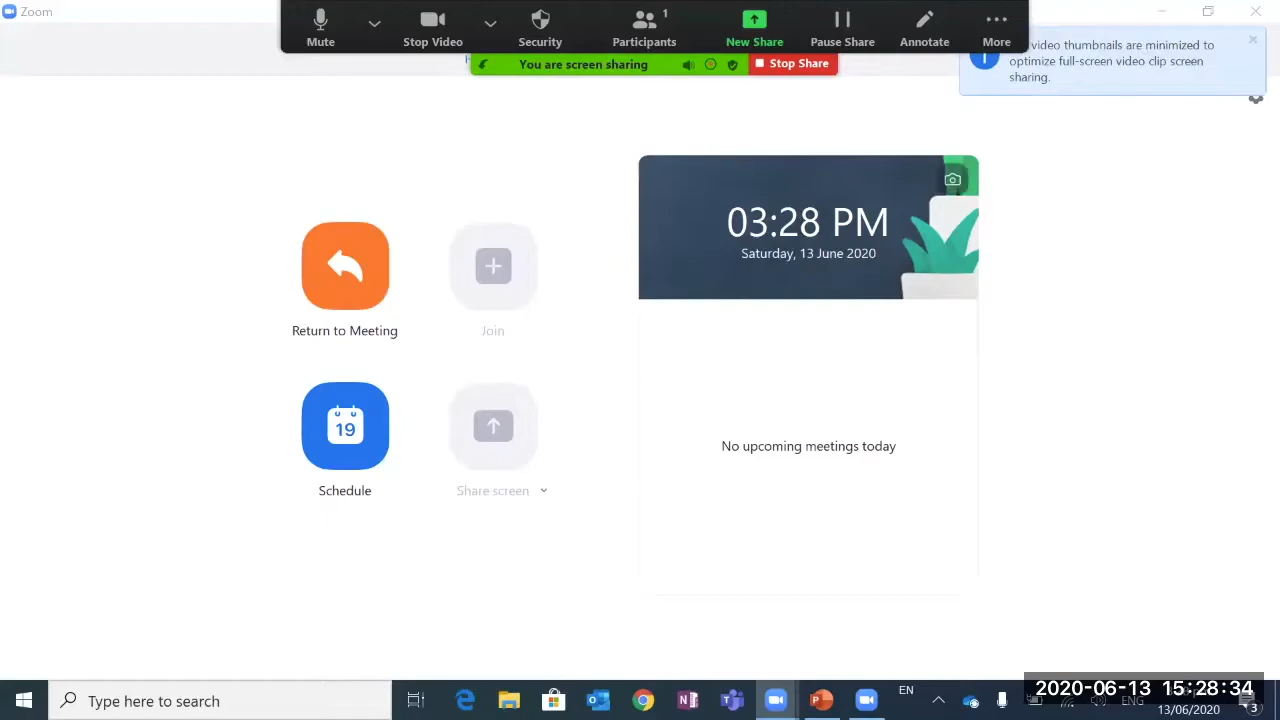 Zoom
Mute
Stop Video
Security
1
Participants
New Share
Pause Share
Annotate
More
You are screen sharing
Stop Share
video thumbnails are minimized to
optimize full-screen video clip screen
sharing.
03:28 PM
Saturday, 13 June 2020
Return to Meeting
Join
19
Schedule
Share screen
No upcoming meetings today
Type here to search
EN
2020-06-13 15:28:34
ENG
13/06/2020
3